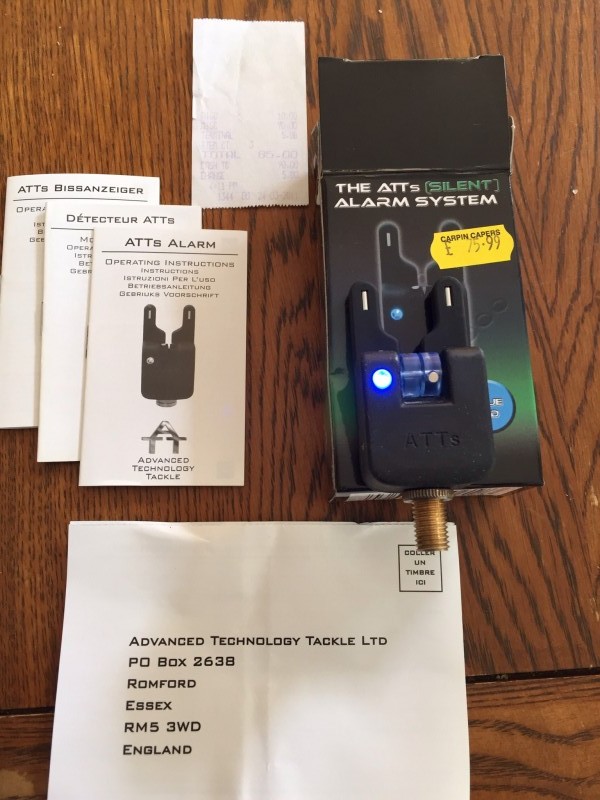 TOTAL
THE ATTs [SILENT]
ALARM SYSTEM
CARPIN CAPERS
£ 75.99
ATTs
ATTs BISSANZEIGER
DÉTECTEUR ATTs
ATTs ALARM
OPERATING INSTRUCTIONS
INSTRUCTIONS
ISTRUZIONI PER L'USO
BETRIEBSANLEITUNG
GEBRIUKS VOORSCHRIFT
ADVANCED
TECHNOLOGY
TACKLE
COLLER
UN
TIMBRE
ICI
ADVANCED TECHNOLOGY TACKLE LTD
PO BOX 2638
ROMFORD
ESSEX
RM5 3WD
ENGLAND